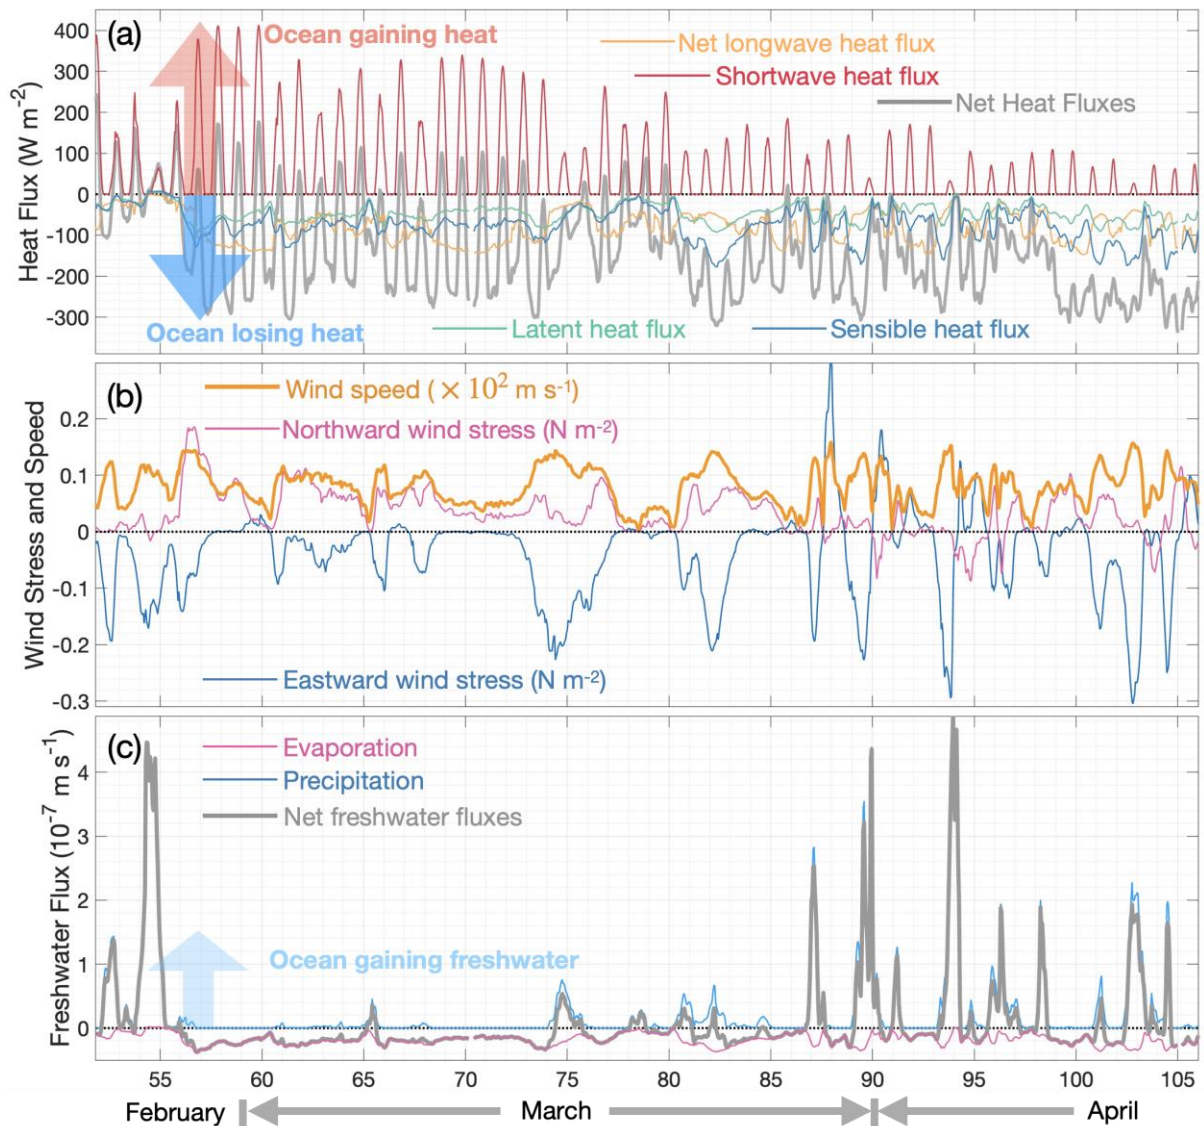 (a)
Ocean gaining heat
Net longwave heat flux
Shortwave heat flux
Net Heat Fluxes
Heat Flux (W m⁻²)
400
300
200
100
0
-100
-200
-300
Ocean losing heat
Latent heat flux
Sensible heat flux
(b)
Wind speed ( × 10² m s⁻¹)
Northward wind stress (N m⁻²)
Wind Stress and Speed
0.2
0.1
0
-0.1
-0.2
-0.3
Eastward wind stress (N m⁻²)
(c)
Evaporation
Precipitation
Net freshwater fluxes
Freshwater Flux (10⁻⁷ m s⁻¹)
4
3
2
1
0
Ocean gaining freshwater
55 60 65 70 75 80 85 90 95 100 105
February March April